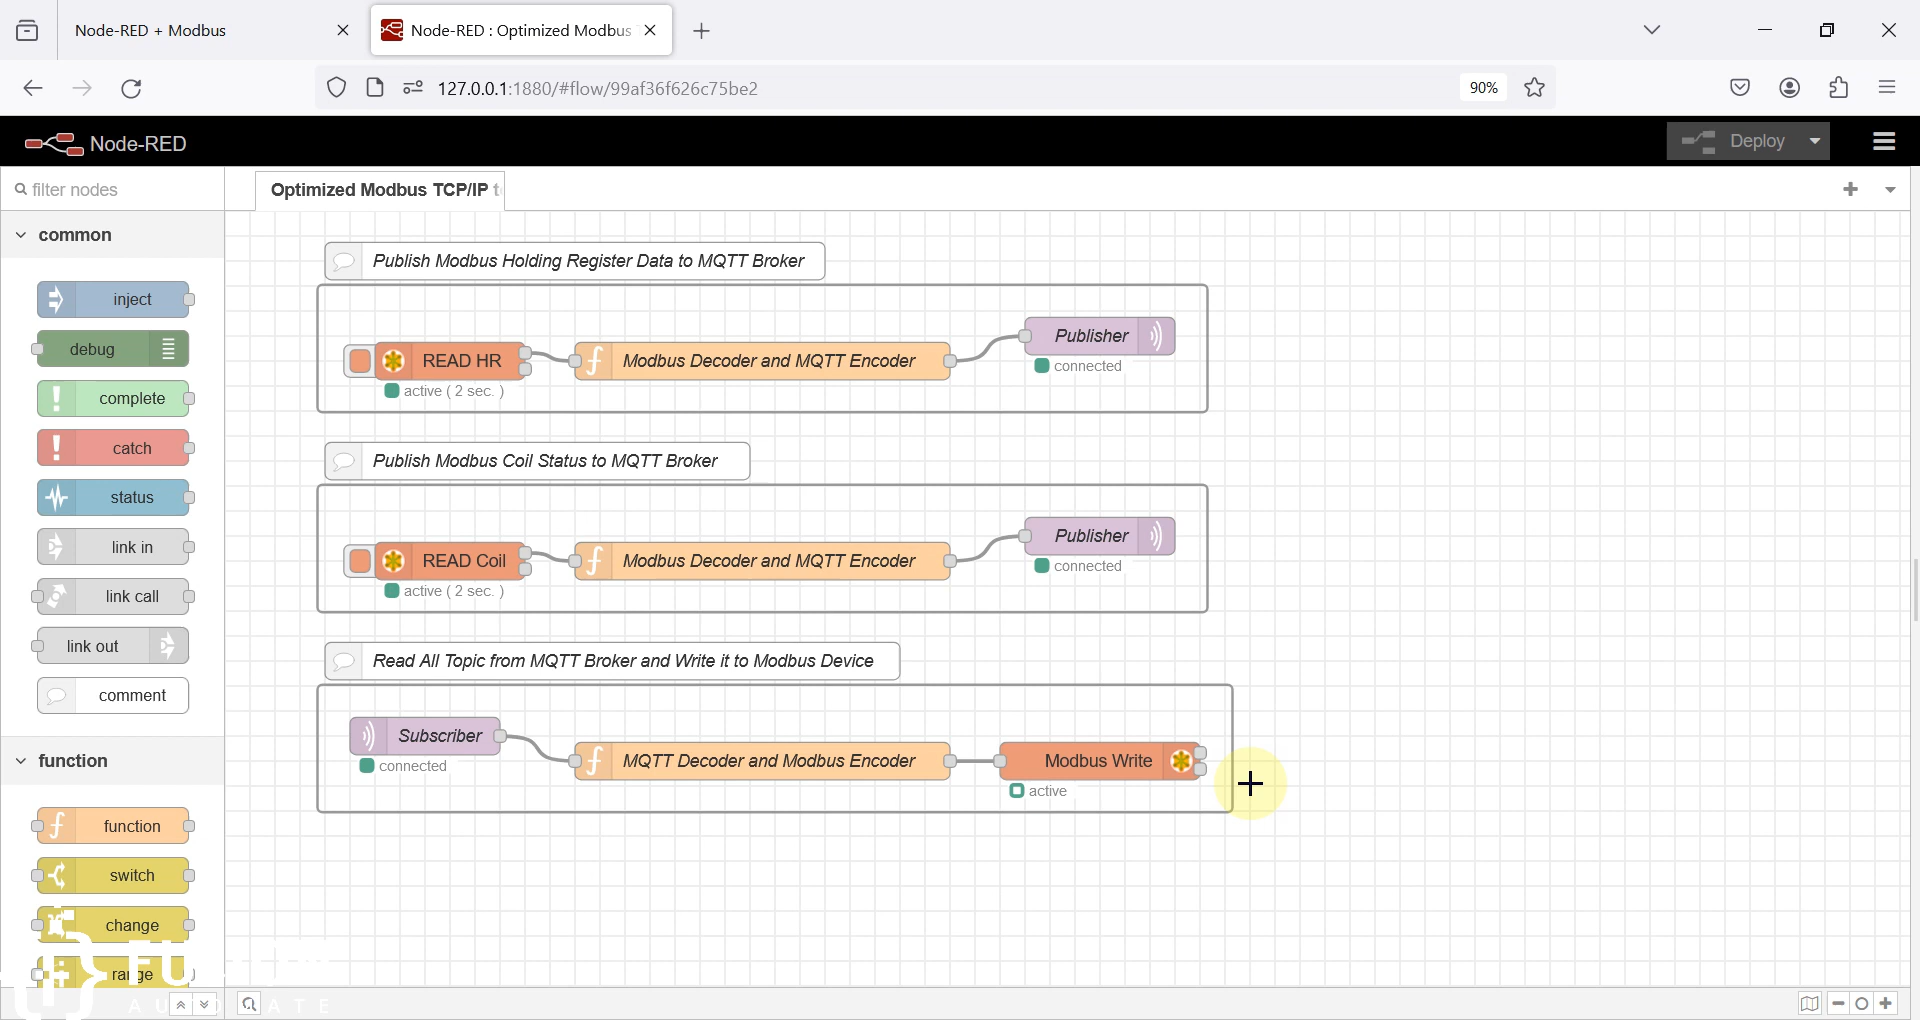 Node-RED + Modbus
Node-RED : Optimized Modbus
127.0.0.1:1880/#flow/99af36f626c75be2
90%
Node-RED
Deploy
filter nodes
Optimized Modbus TCP/IP
common
inject
debug
complete
catch
status
link in
link call
link out
comment
function
function
switch
change
range
Publish Modbus Holding Register Data to MQTT Broker
READ HR
active ( 2 sec. )
Modbus Decoder and MQTT Encoder
Publisher
connected
Publish Modbus Coil Status to MQTT Broker
READ Coil
active ( 2 sec. )
Modbus Decoder and MQTT Encoder
Publisher
connected
Read All Topic from MQTT Broker and Write it to Modbus Device
Subscriber
connected
MQTT Decoder and Modbus Encoder
Modbus Write
active